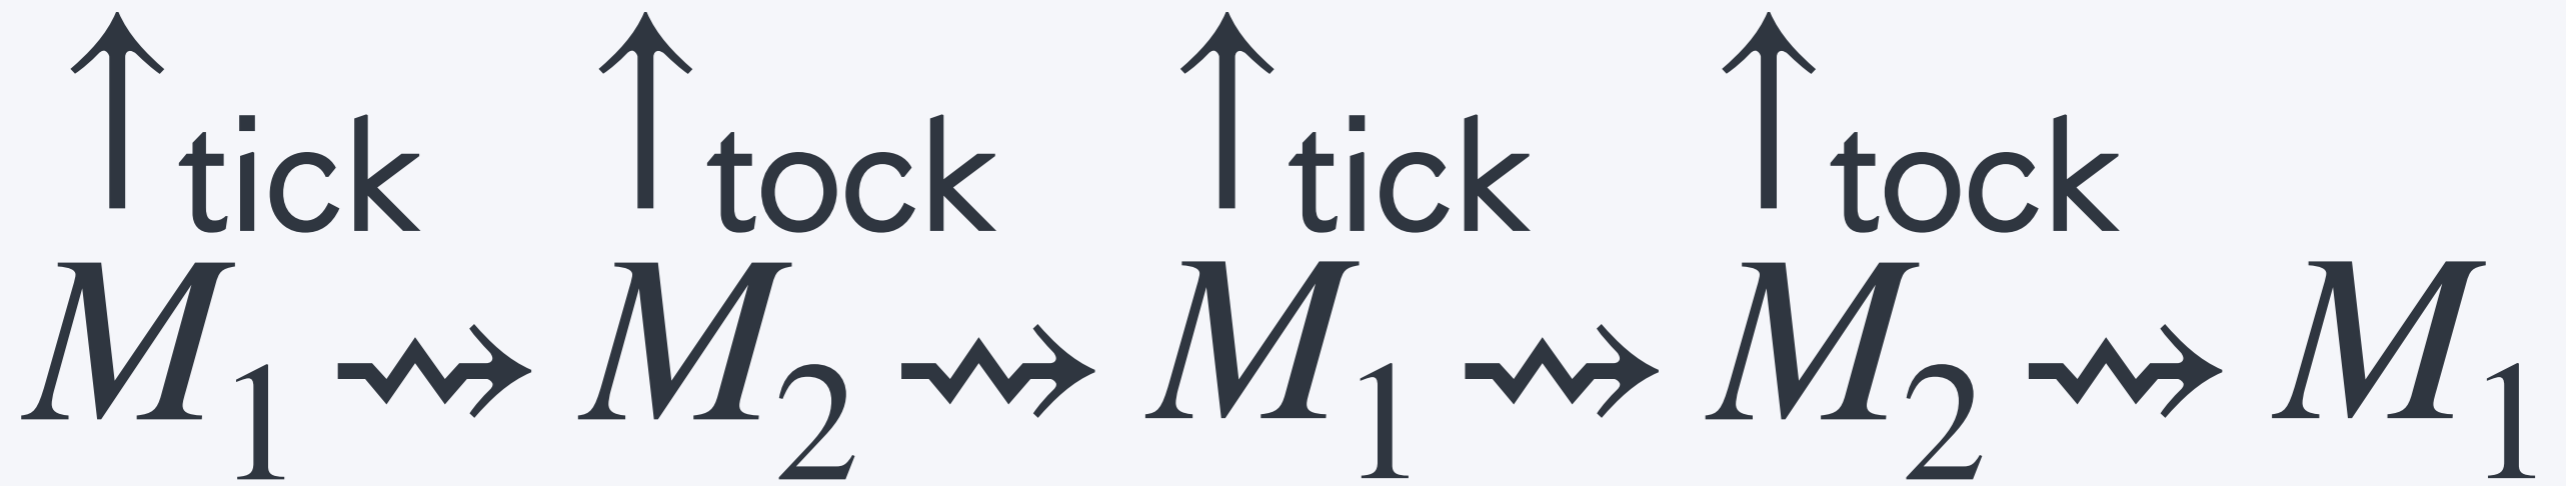 ↑tick ↑tock ↑tick ↑tock
M₁ ⇝ M₂ ⇝ M₁ ⇝ M₂ ⇝ M₁